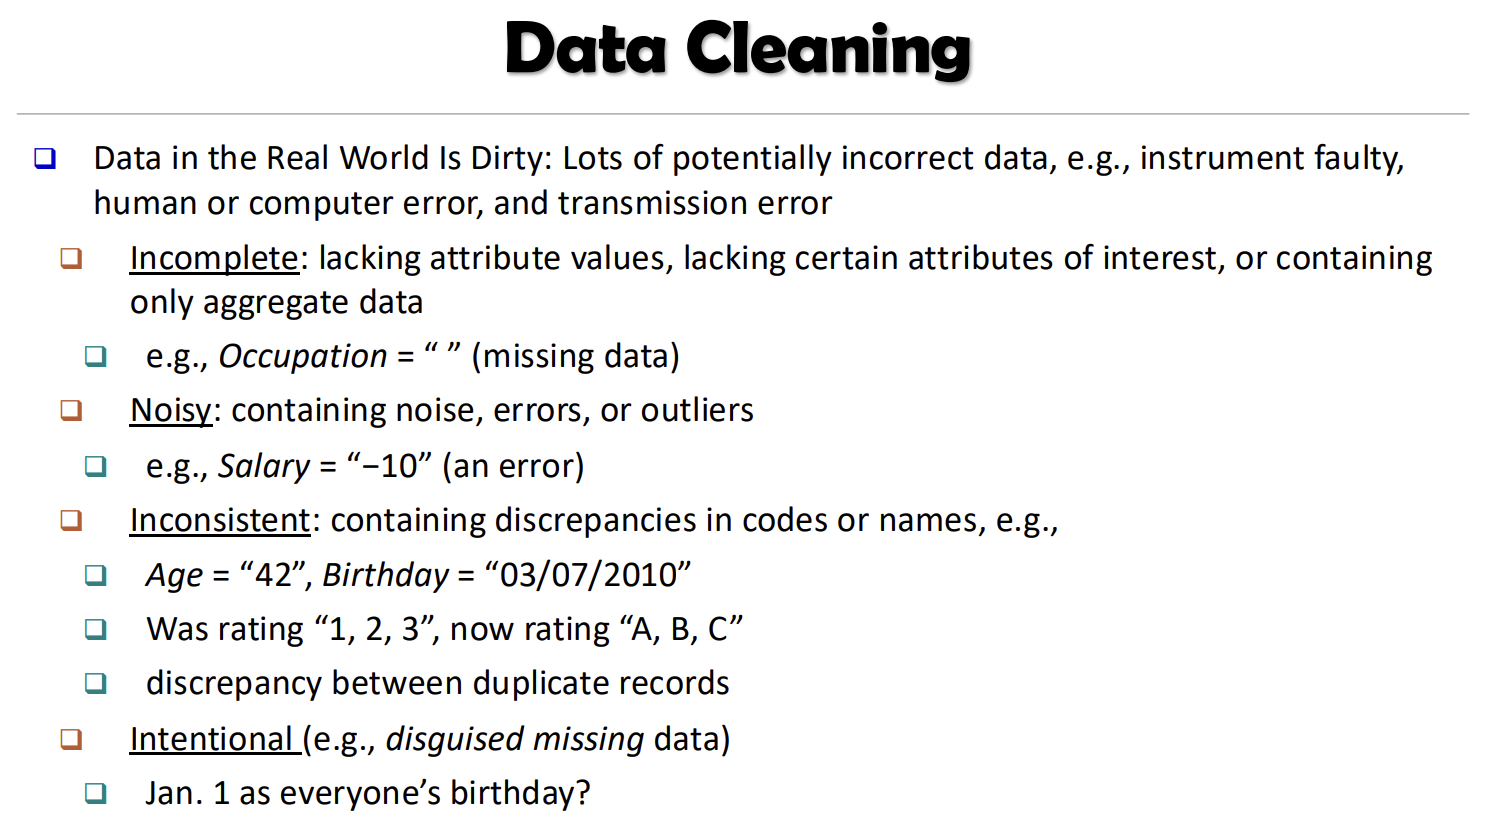 Data Cleaning
Data in the Real World Is Dirty: Lots of potentially incorrect data, e.g., instrument faulty,
human or computer error, and transmission error
Incomplete: lacking attribute values, lacking certain attributes of interest, or containing
only aggregate data
e.g., Occupation = “ ” (missing data)
Noisy: containing noise, errors, or outliers
e.g., Salary = “−10” (an error)
Inconsistent: containing discrepancies in codes or names, e.g.,
Age = “42”, Birthday = “03/07/2010”
Was rating “1, 2, 3”, now rating “A, B, C”
discrepancy between duplicate records
Intentional (e.g., disguised missing data)
Jan. 1 as everyone’s birthday?